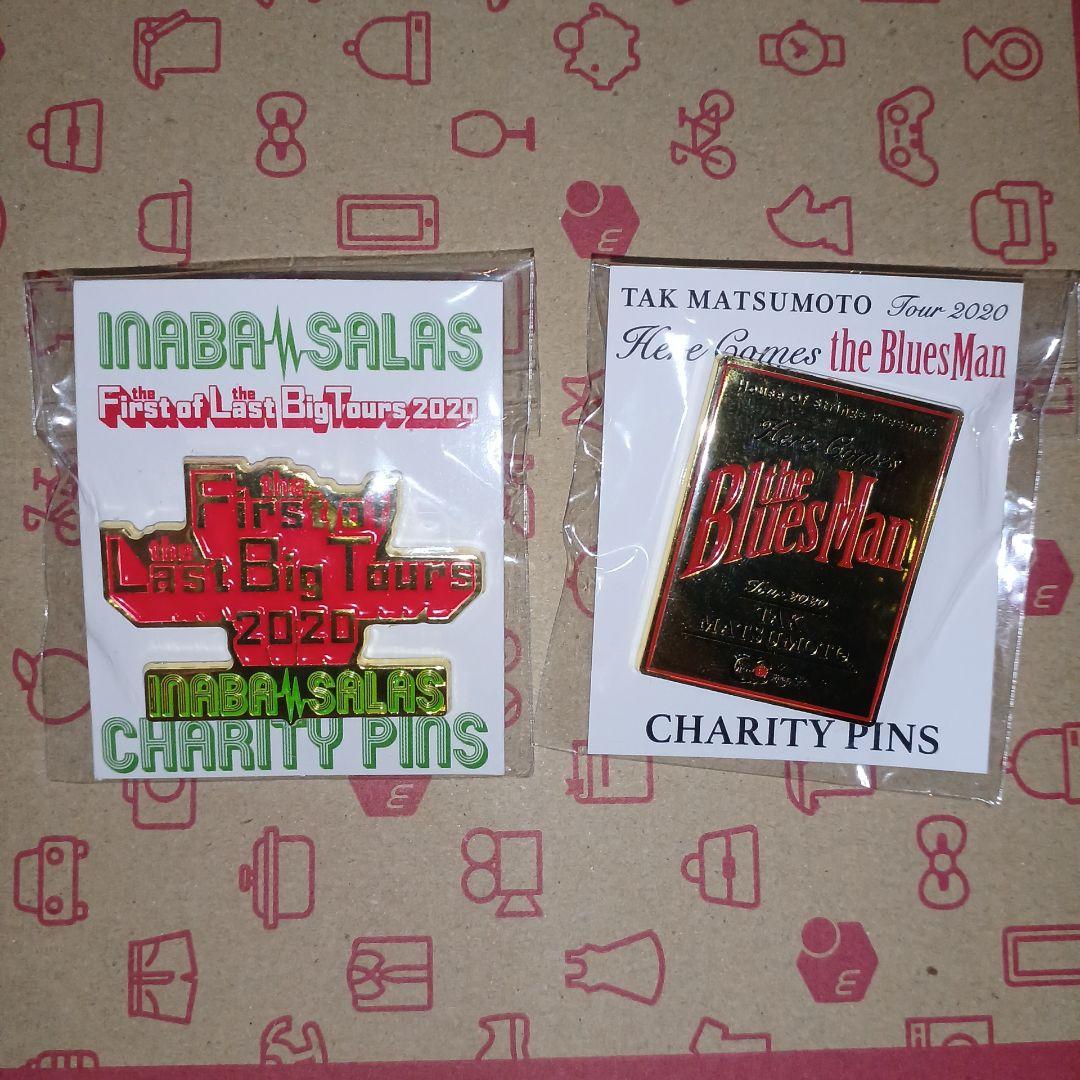 INABA SALAS
the First of the Last Big Tours 2020
the First of
the Last Big Tours
2020
INABA SALAS
CHARITY PINS
TAK MATSUMOTO Tour 2020
Here Comes the BluesMan
House Of Strings Presents
Here Comes
the
BluesMan
Tour 2020
TAK
MATSUMOTO
CHARITY PINS